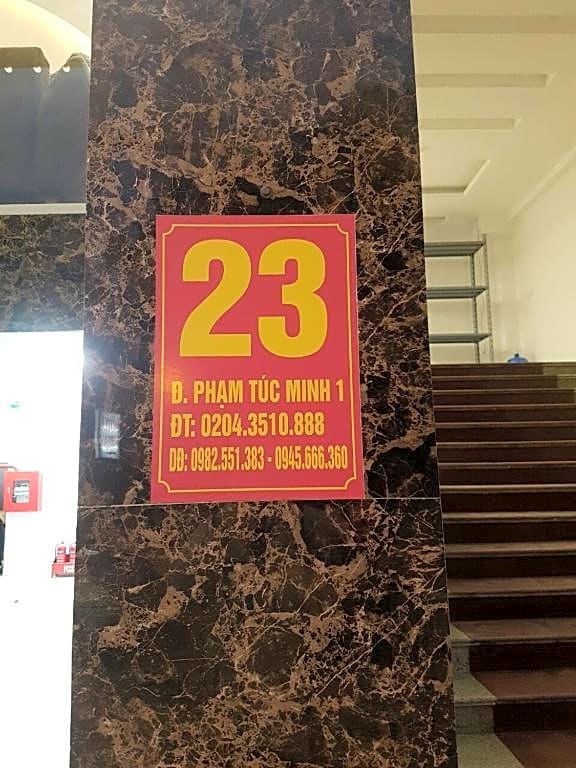 23
Đ. PHẠM TÚC MINH 1
ĐT: 0204.3510.888
DĐ: 0982.551.383 - 0945.666.360